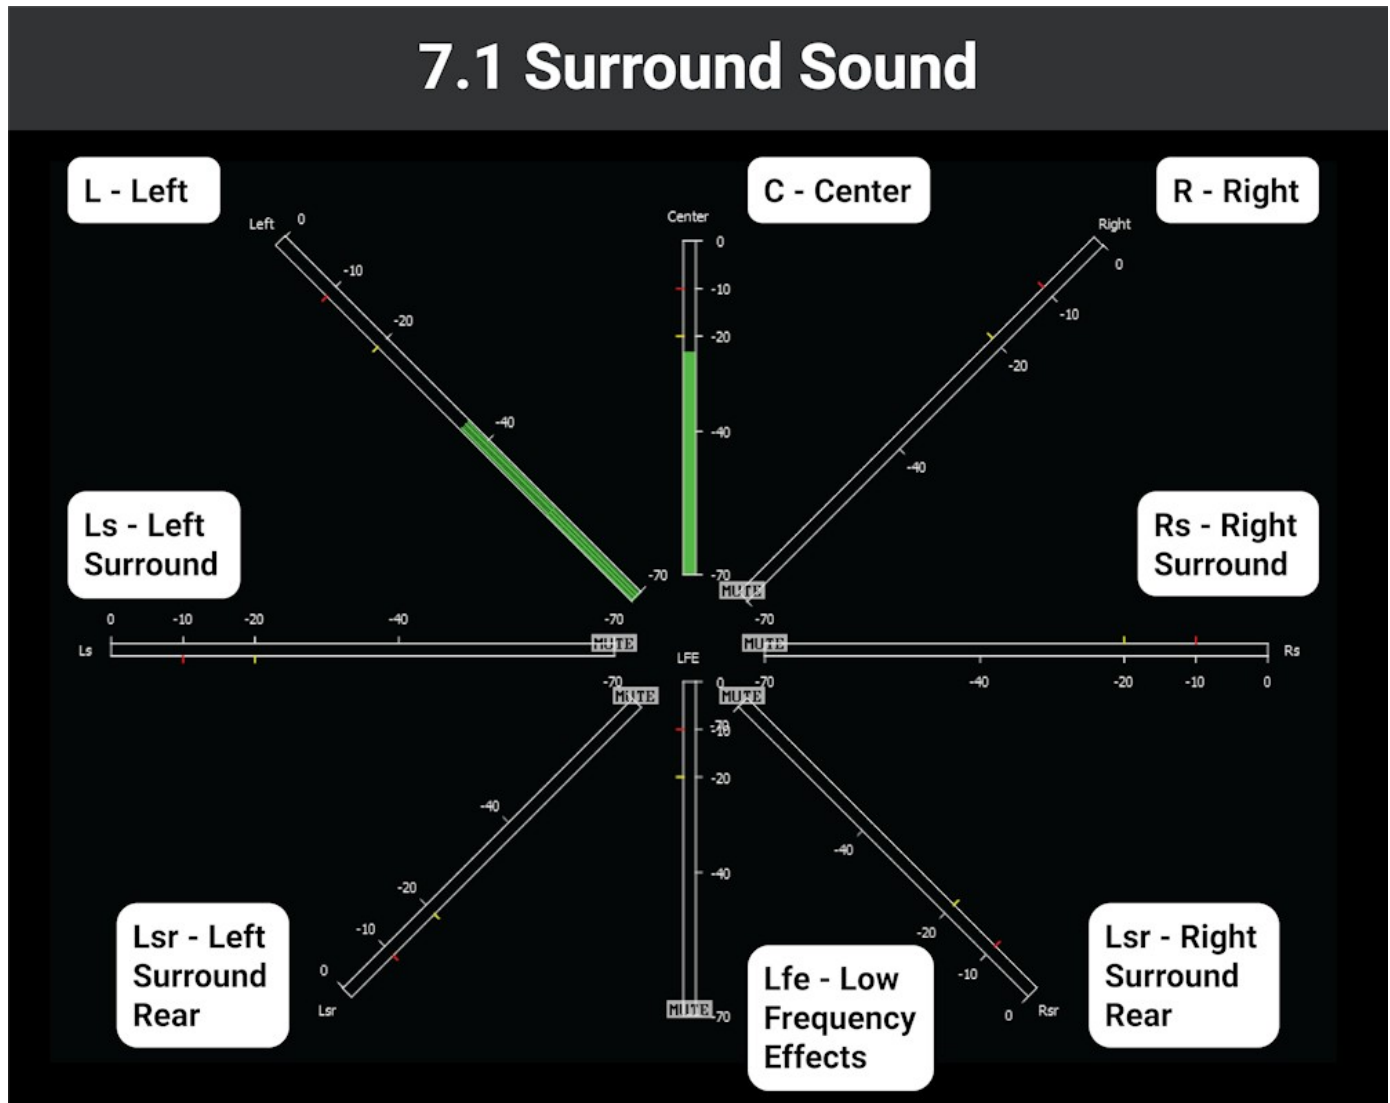 7.1 Surround Sound
L - Left
C - Center
R - Right
Left
0
-10
-20
-40
-70
Center
0
-10
-20
-40
-70
Right
0
-10
-20
-40
MUTE
-70
Ls - Left
Surround
Rs - Right
Surround
Ls
0
-10
-20
-40
-70
MUTE
MUTE
-70
-40
-20
-10
0
Rs
LFE
0
-10
-20
-40
-70
MUTE
-70
MUTE
-40
-20
-10
0
Lsr
MUTE
-70
-40
-20
-10
0
Rsr
Lsr - Left
Surround
Rear
Lfe - Low
Frequency
Effects
Lsr - Right
Surround
Rear